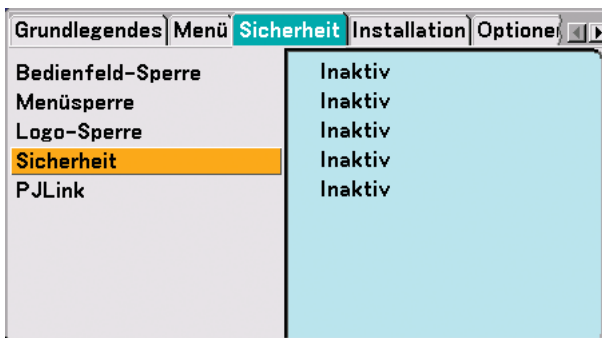 Grundlegendes Menü Sicherheit Installation Optione
Bedienfeld-Sperre Inaktiv
Menüsperre Inaktiv
Logo-Sperre Inaktiv
Sicherheit Inaktiv
PJLink Inaktiv